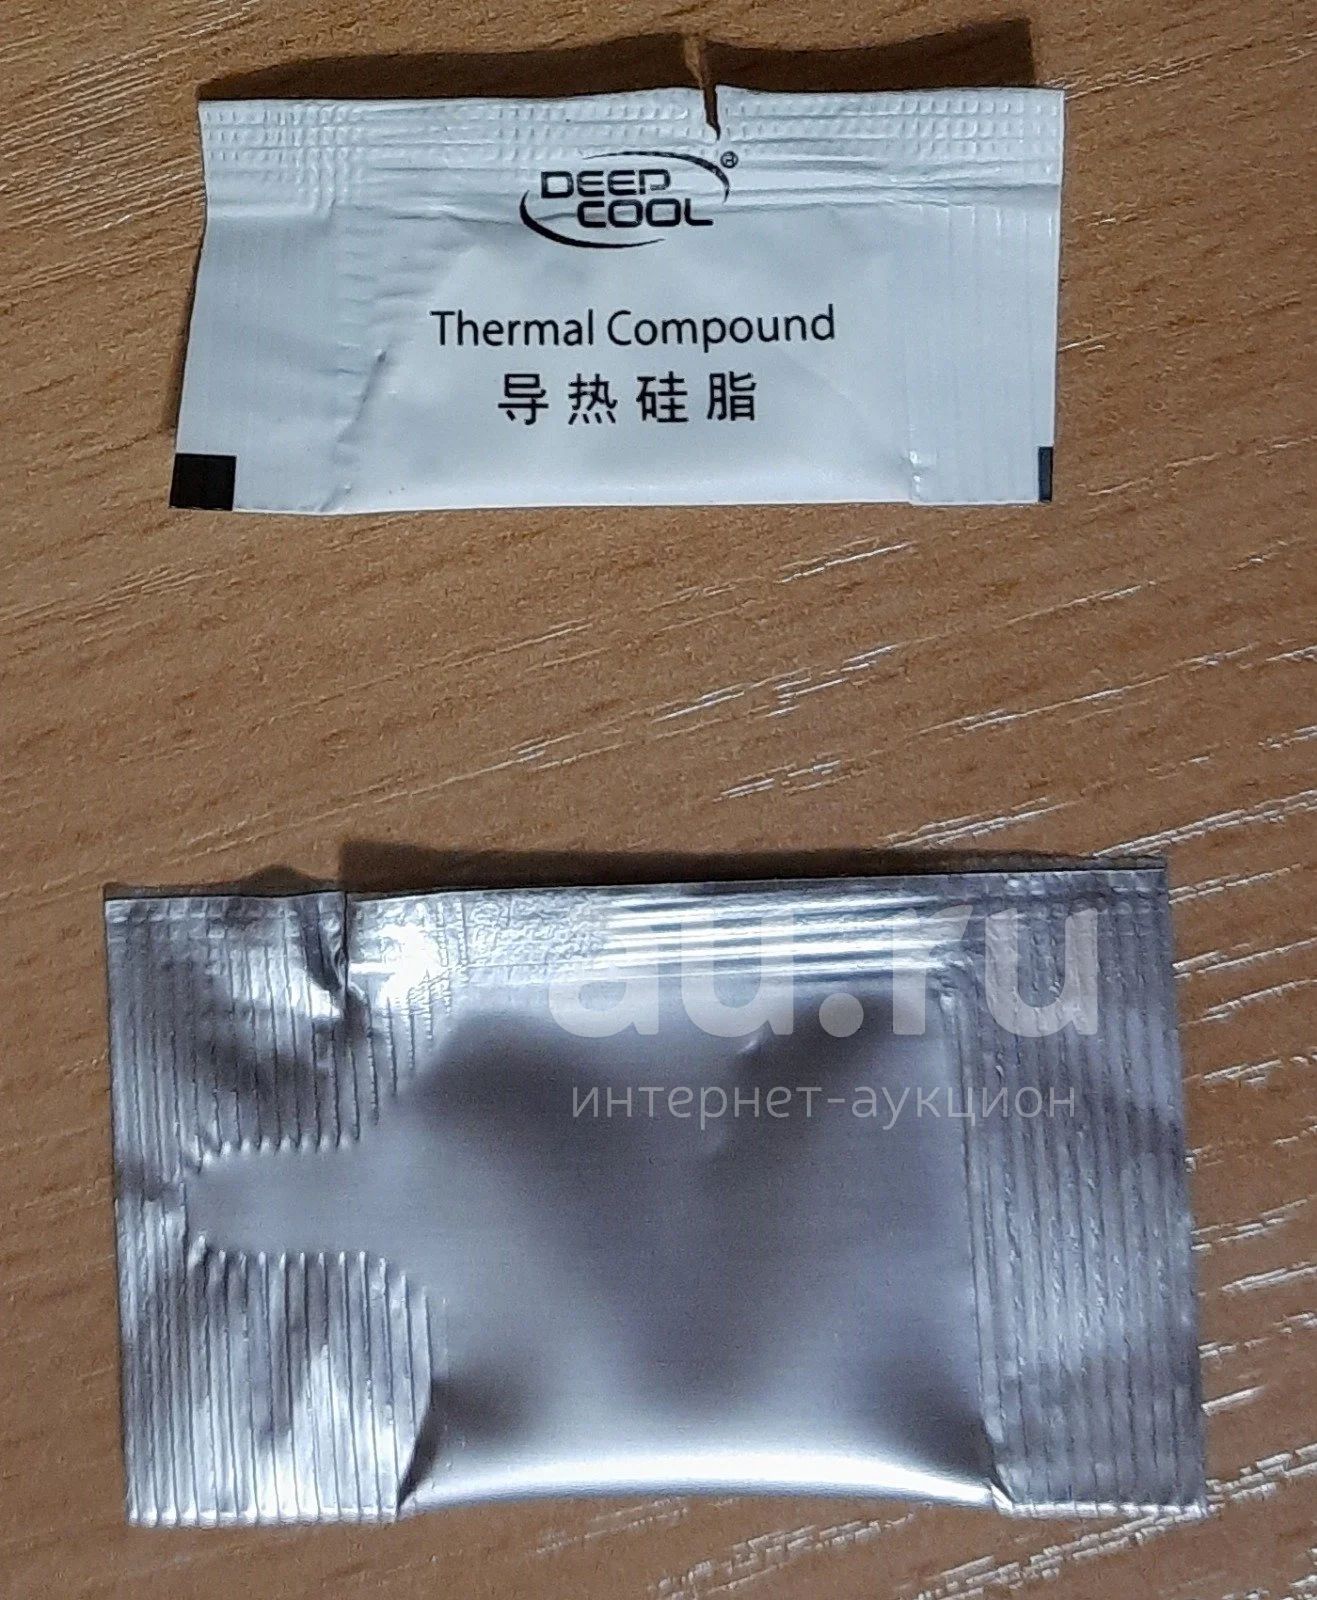 DEEP
COOL®
Thermal Compound
导热硅脂
au.ru
интернет-аукцион